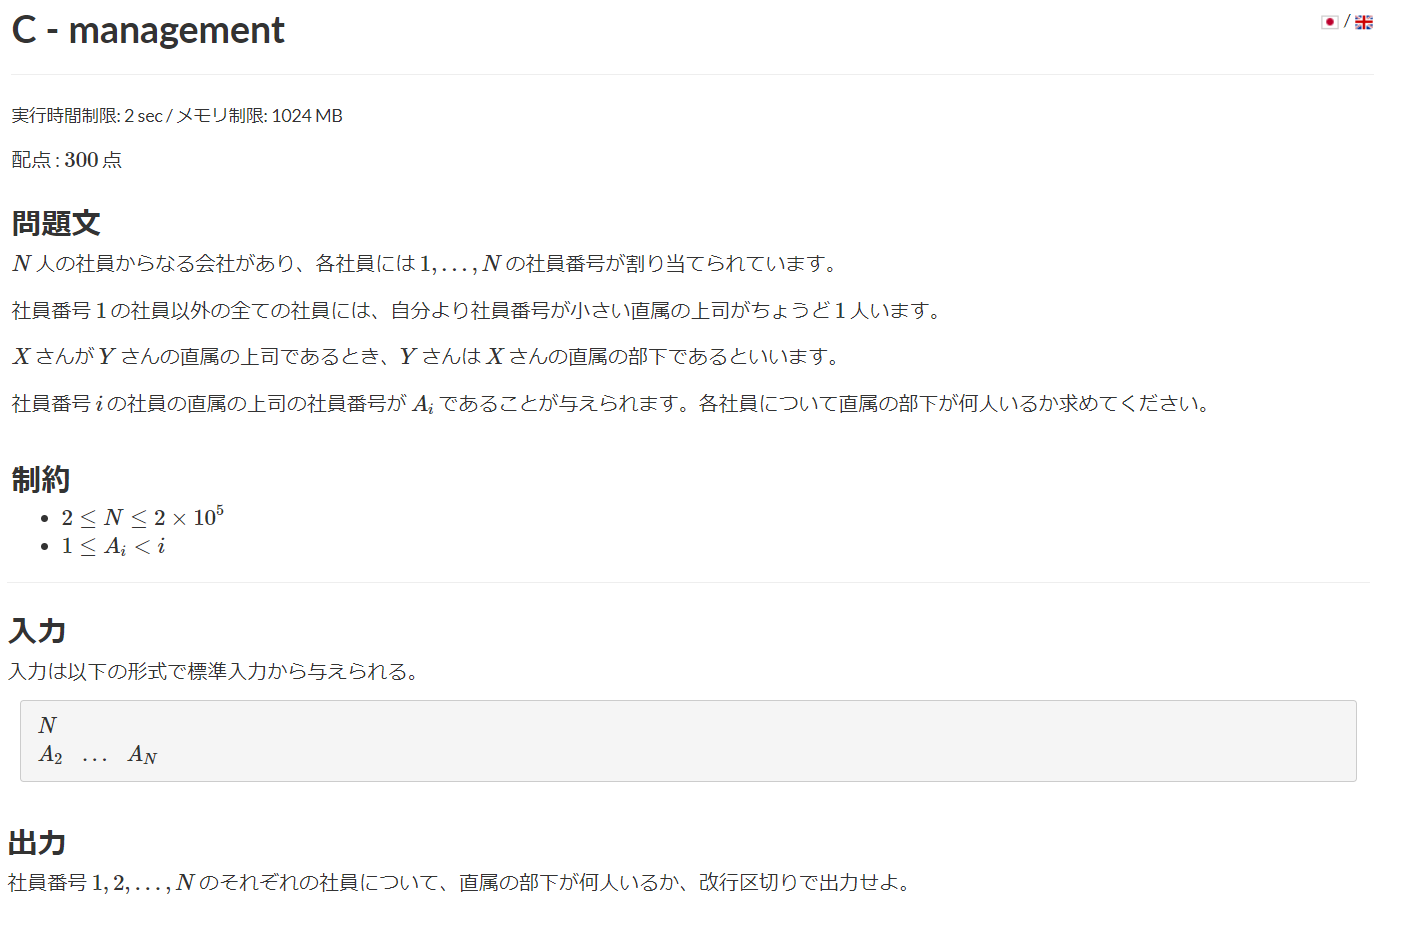 C - management
/
実行時間制限: 2 sec / メモリ制限: 1024 MB
配点 : 300 点
問題文
N 人の社員からなる会社があり、各社員には 1, … , N の社員番号が割り当てられています。
社員番号 1 の社員以外の全ての社員には、自分より社員番号が小さい直属の上司がちょうど 1 人います。
X さんが Y さんの直属の上司であるとき、Y さんは X さんの直属の部下であるといいます。
社員番号 i の社員の直属の上司の社員番号が A_i であることが与えられます。各社員について直属の部下が何人いるか求めてください。
制約
• 2 ≤ N ≤ 2 × 10^5
• 1 ≤ A_i < i
入力
入力は以下の形式で標準入力から与えられる。
N
A_2 … A_N
出力
社員番号 1, 2, … , N のそれぞれの社員について、直属の部下が何人いるか、改行区切りで出力せよ。